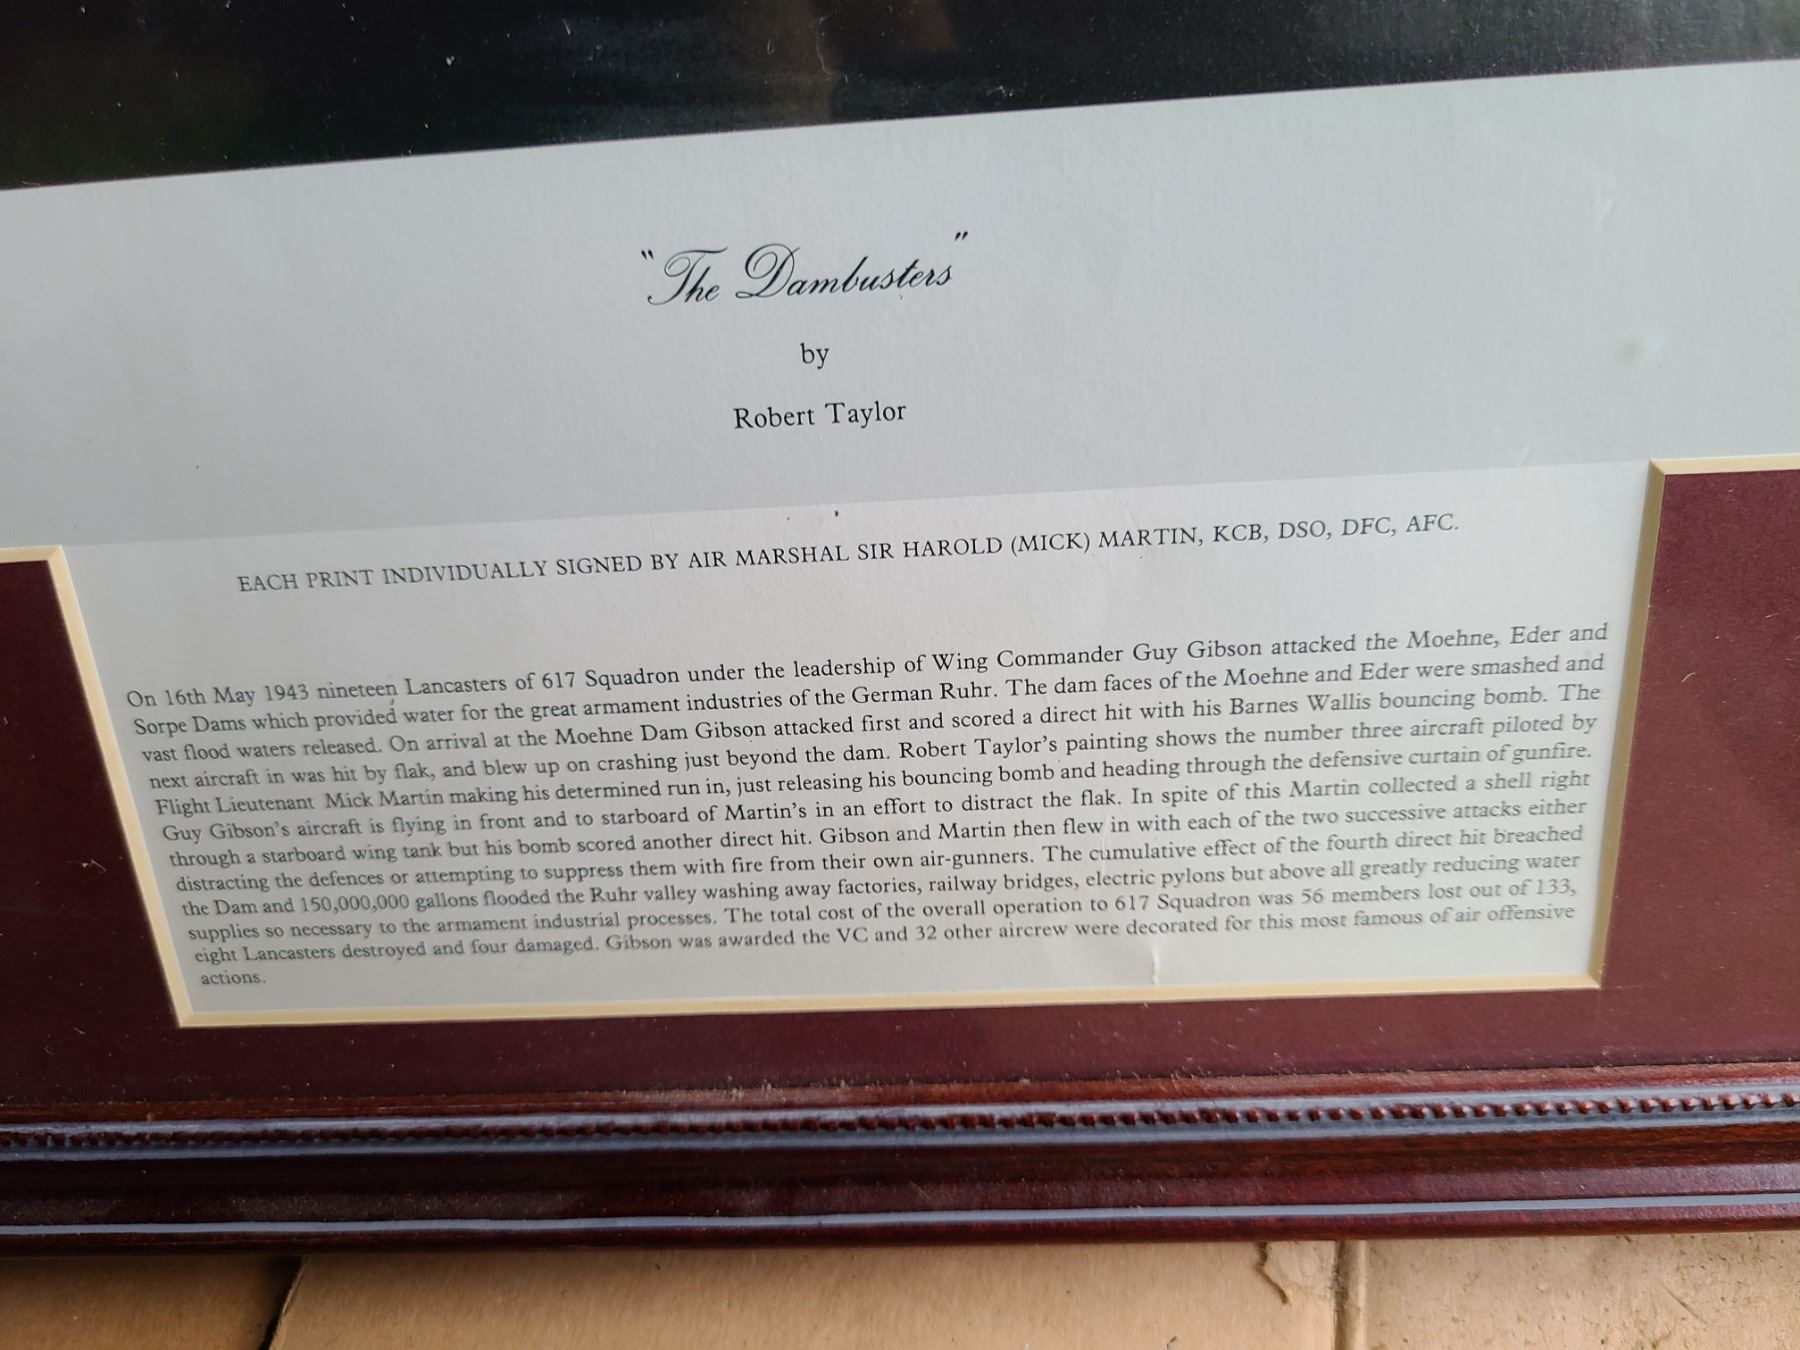 "The Dambusters"
by
Robert Taylor
EACH PRINT INDIVIDUALLY SIGNED BY AIR MARSHAL SIR HAROLD (MICK) MARTIN, KCB, DSO, DFC, AFC.
On 16th May 1943 nineteen Lancasters of 617 Squadron under the leadership of Wing Commander Guy Gibson attacked the Moehne, Eder and
Sorpe Dams which provided water for the great armament industries of the German Ruhr. The dam faces of the Moehne and Eder were smashed and
vast flood waters released. On arrival at the Moehne Dam Gibson attacked first and scored a direct hit with his Barnes Wallis bouncing bomb. The
next aircraft in was hit by flak, and blew up on crashing just beyond the dam. Robert Taylor's painting shows the number three aircraft piloted by
Flight Lieutenant Mick Martin making his determined run in, just releasing his bouncing bomb and heading through the defensive curtain of gunfire.
Guy Gibson's aircraft is flying in front and to starboard of Martin's in an effort to distract the flak. In spite of this Martin collected a shell right
through a starboard wing tank but his bomb scored another direct hit. Gibson and Martin then flew in with each of the two successive attacks either
distracting the defences or attempting to suppress them with fire from their own air-gunners. The cumulative effect of the fourth direct hit breached
the Dam and 150,000,000 gallons flooded the Ruhr valley washing away factories, railway bridges, electric pylons but above all greatly reducing water
supplies so necessary to the armament industrial processes. The total cost of the overall operation to 617 Squadron was 56 members lost out of 133,
eight Lancasters destroyed and four damaged. Gibson was awarded the VC and 32 other aircrew were decorated for this most famous of air offensive
actions.